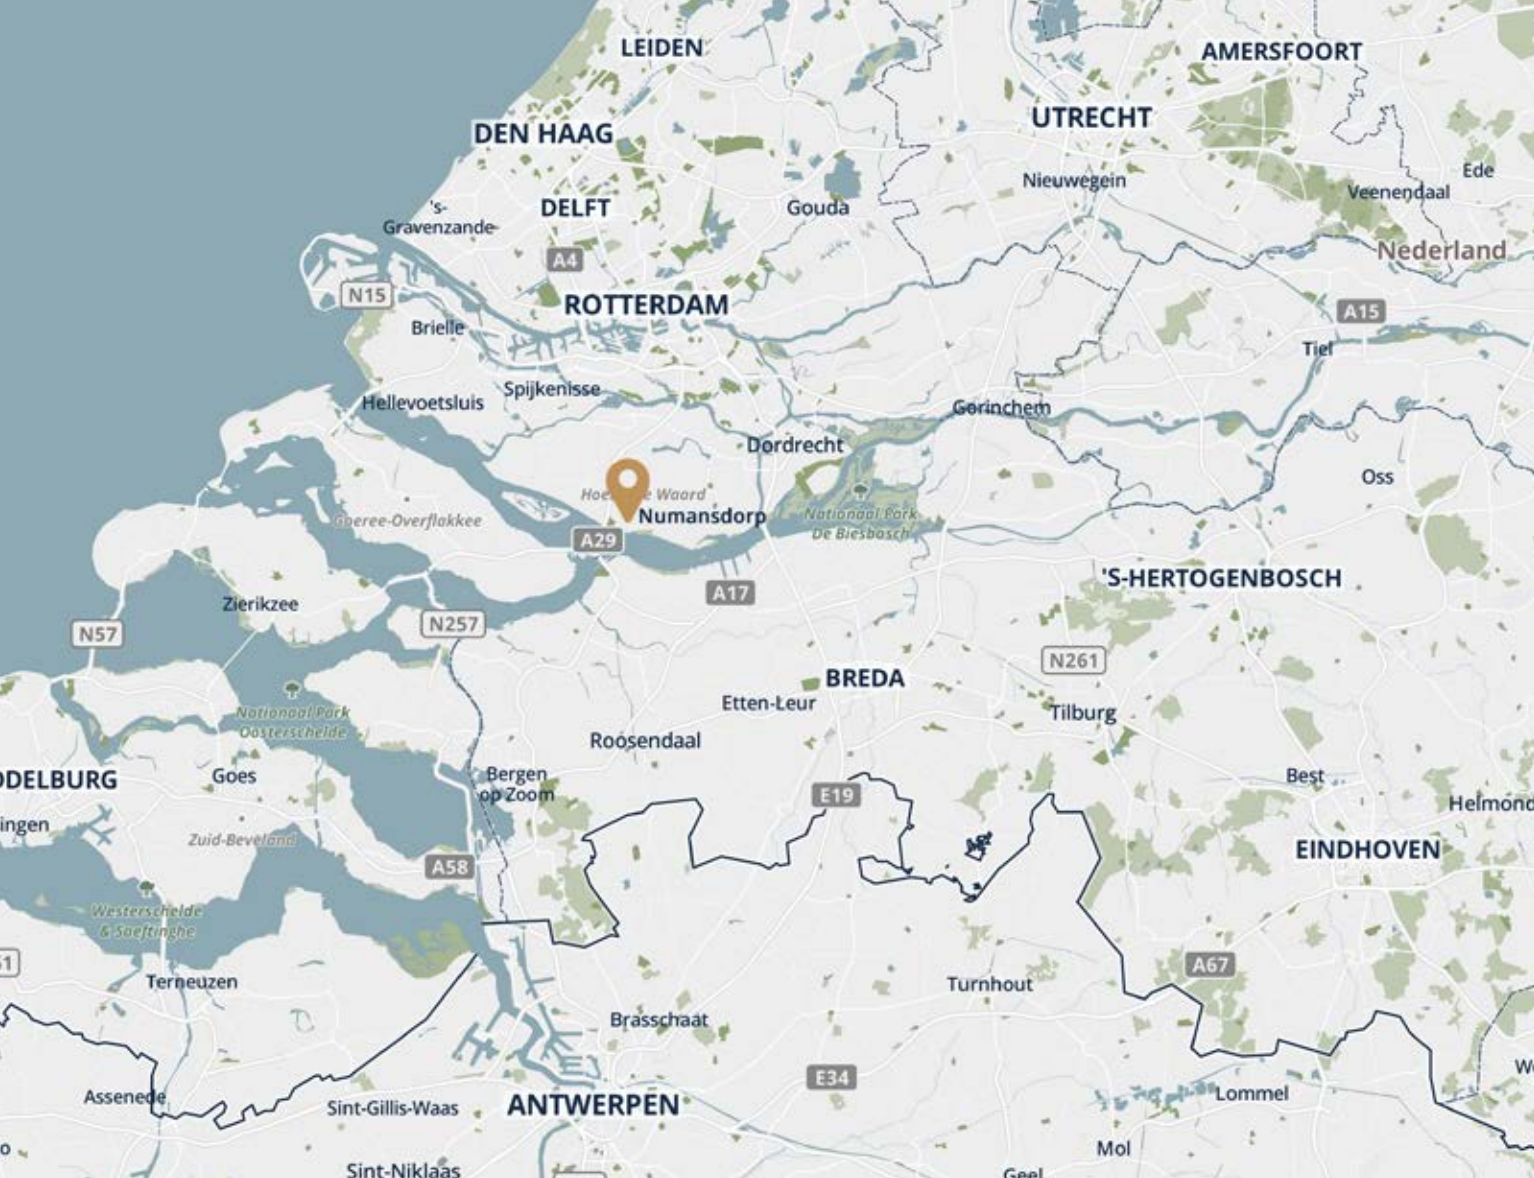 LEIDEN
AMERSFOORT
DEN HAAG
UTRECHT
Ede
Nieuwegein
Veenendaal
's-
Gravenzande
DELFT
Gouda
Nederland
A4
N15
ROTTERDAM
A15
Brielle
Tiel
Spijkenisse
Hellevoetsluis
Gorinchem
Dordrecht
Oss
Waard
Goeree-Overflakkee
Numansdorp
Nationaal Park
De Biesbosch
A29
'S-HERTOGENBOSCH
A17
Zierikzee
N57
N257
N261
BREDA
Etten-Leur
Tilburg
Nationaal Park
Oosterschelde
Roosendaal
Goes
Bergen
op Zoom
Best
DELBURG
E19
Helmond
ingen
Zuid-Beveland
EINDHOVEN
A58
Westerschelde
& Saeftinghe
A67
Terneuzen
Turnhout
Brasschaat
E34
Assenede
Sint-Gillis-Waas
ANTWERPEN
Lommel
Mol
Sint-Niklaas
Geel